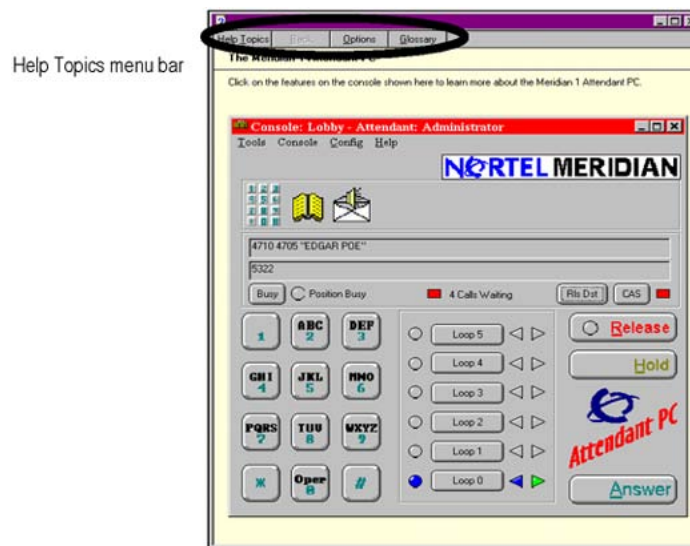 Help Topics Back Options Glossary
Help Topics menu bar
The Meridian 1 Attendant PC
Click on the features on the console shown here to learn more about the Meridian 1 Attendant PC.
Console: Lobby - Attendant: Administrator
Tools Console Config Help
NORTEL MERIDIAN
4710 4705 "EDGAR POE"
5322
Busy Position Busy 4 Calls Waiting Rls Dst CAS
1 ABC 2 DEF 3 Loop 5 Release
Loop 4 Hold
GHI 4 JKL 5 MNO 6 Loop 3
PQRS 7 TUV 8 WXYZ 9 Loop 2 Attendant PC
Loop 1
* Oper 0 # Loop 0 Answer